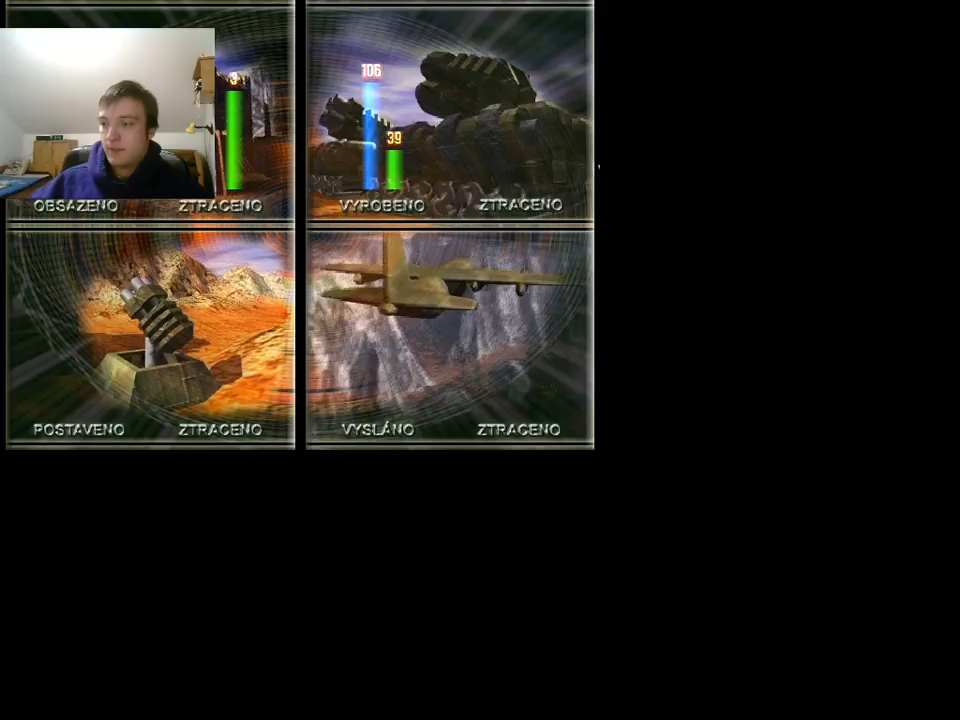 106
39
OBSAZENO ZTRACENO
VYROBENO ZTRACENO
POSTAVENO ZTRACENO
VYSLÁNO ZTRACENO